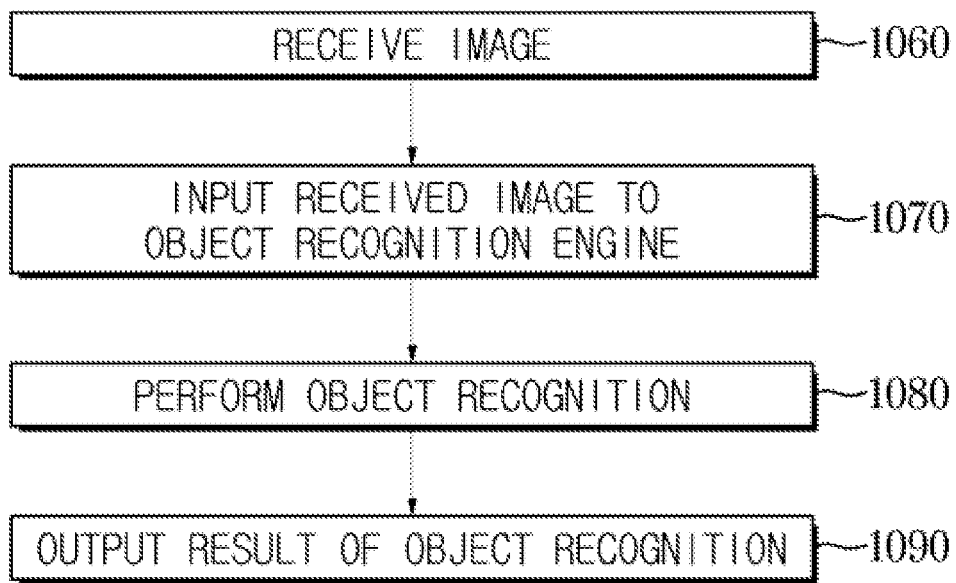 RECEIVE IMAGE 1060
INPUT RECEIVED IMAGE TO
OBJECT RECOGNITION ENGINE
1070
PERFORM OBJECT RECOGNITION 1080
OUTPUT RESULT OF OBJECT RECOGNITION 1090